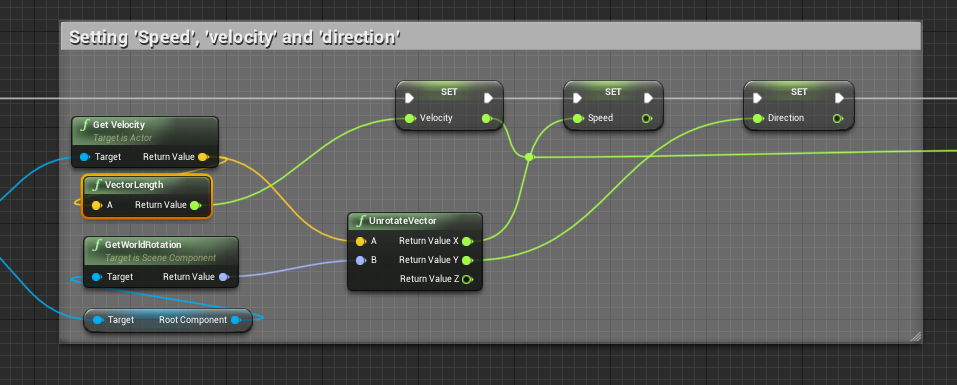 Setting 'Speed', 'velocity' and 'direction'
SET
Velocity
SET
Speed
SET
Direction
f Get Velocity
Target is Actor
Target Return Value
VectorLength
A Return Value
f UnrotateVector
A Return Value X
B Return Value Y
Return Value Z
f GetWorldRotation
Target is Scene Component
Target Return Value
Target Root Component